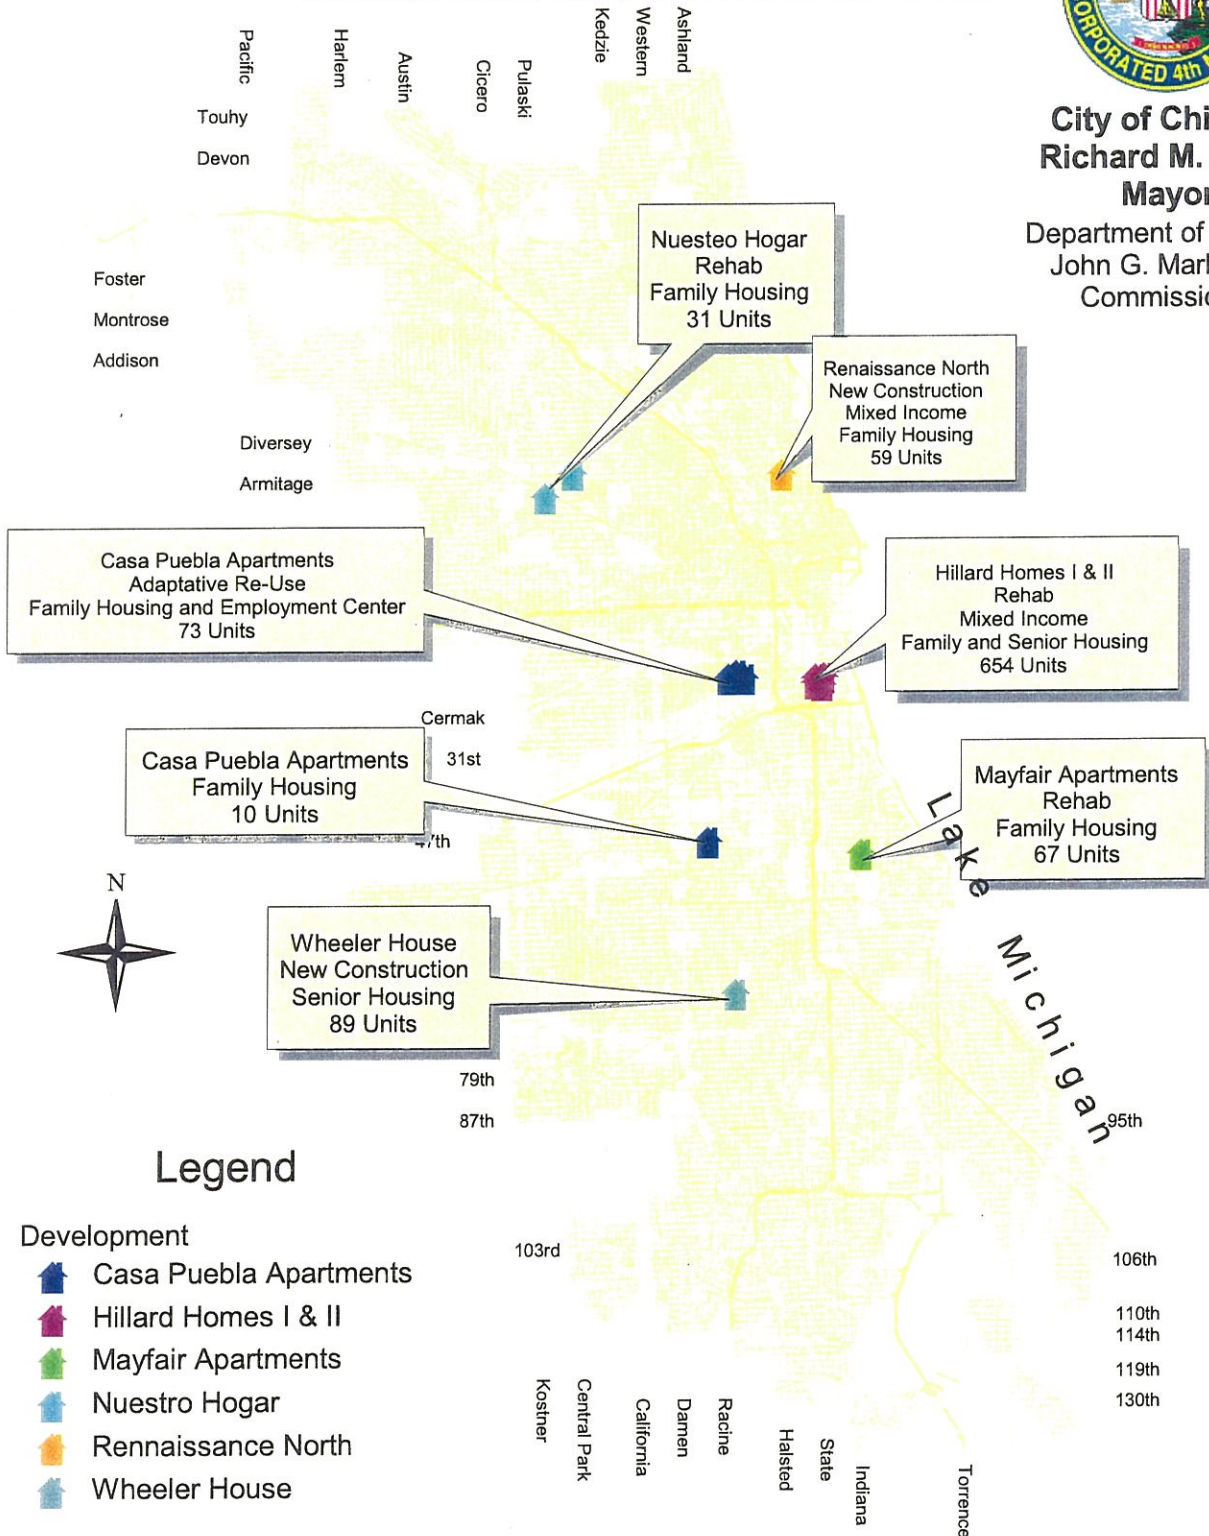 Pacific
Harlem
Austin
Cicero
Pulaski
Kedzie
Western
Ashland
ORPORATED 4th
City of Chi
Richard M.
Mayor
Department of
John G. Marl
Commissio
Touhy
Devon
Foster
Montrose
Addison
Diversey
Armitage
Nuesteo Hogar
Rehab
Family Housing
31 Units
Renaissance North
New Construction
Mixed Income
Family Housing
59 Units
Casa Puebla Apartments
Adaptative Re-Use
Family Housing and Employment Center
73 Units
Hillard Homes I & II
Rehab
Mixed Income
Family and Senior Housing
654 Units
Cermak
31st
Casa Puebla Apartments
Family Housing
10 Units
47th
Mayfair Apartments
Rehab
Family Housing
67 Units
Lake Michigan
N
Wheeler House
New Construction
Senior Housing
89 Units
79th
87th
95th
Legend
Development
Casa Puebla Apartments
Hillard Homes I & II
Mayfair Apartments
Nuestro Hogar
Rennaissance North
Wheeler House
103rd
106th
110th
114th
119th
130th
Kostner
Central Park
California
Damen
Racine
Halsted
State
Indiana
Torrence